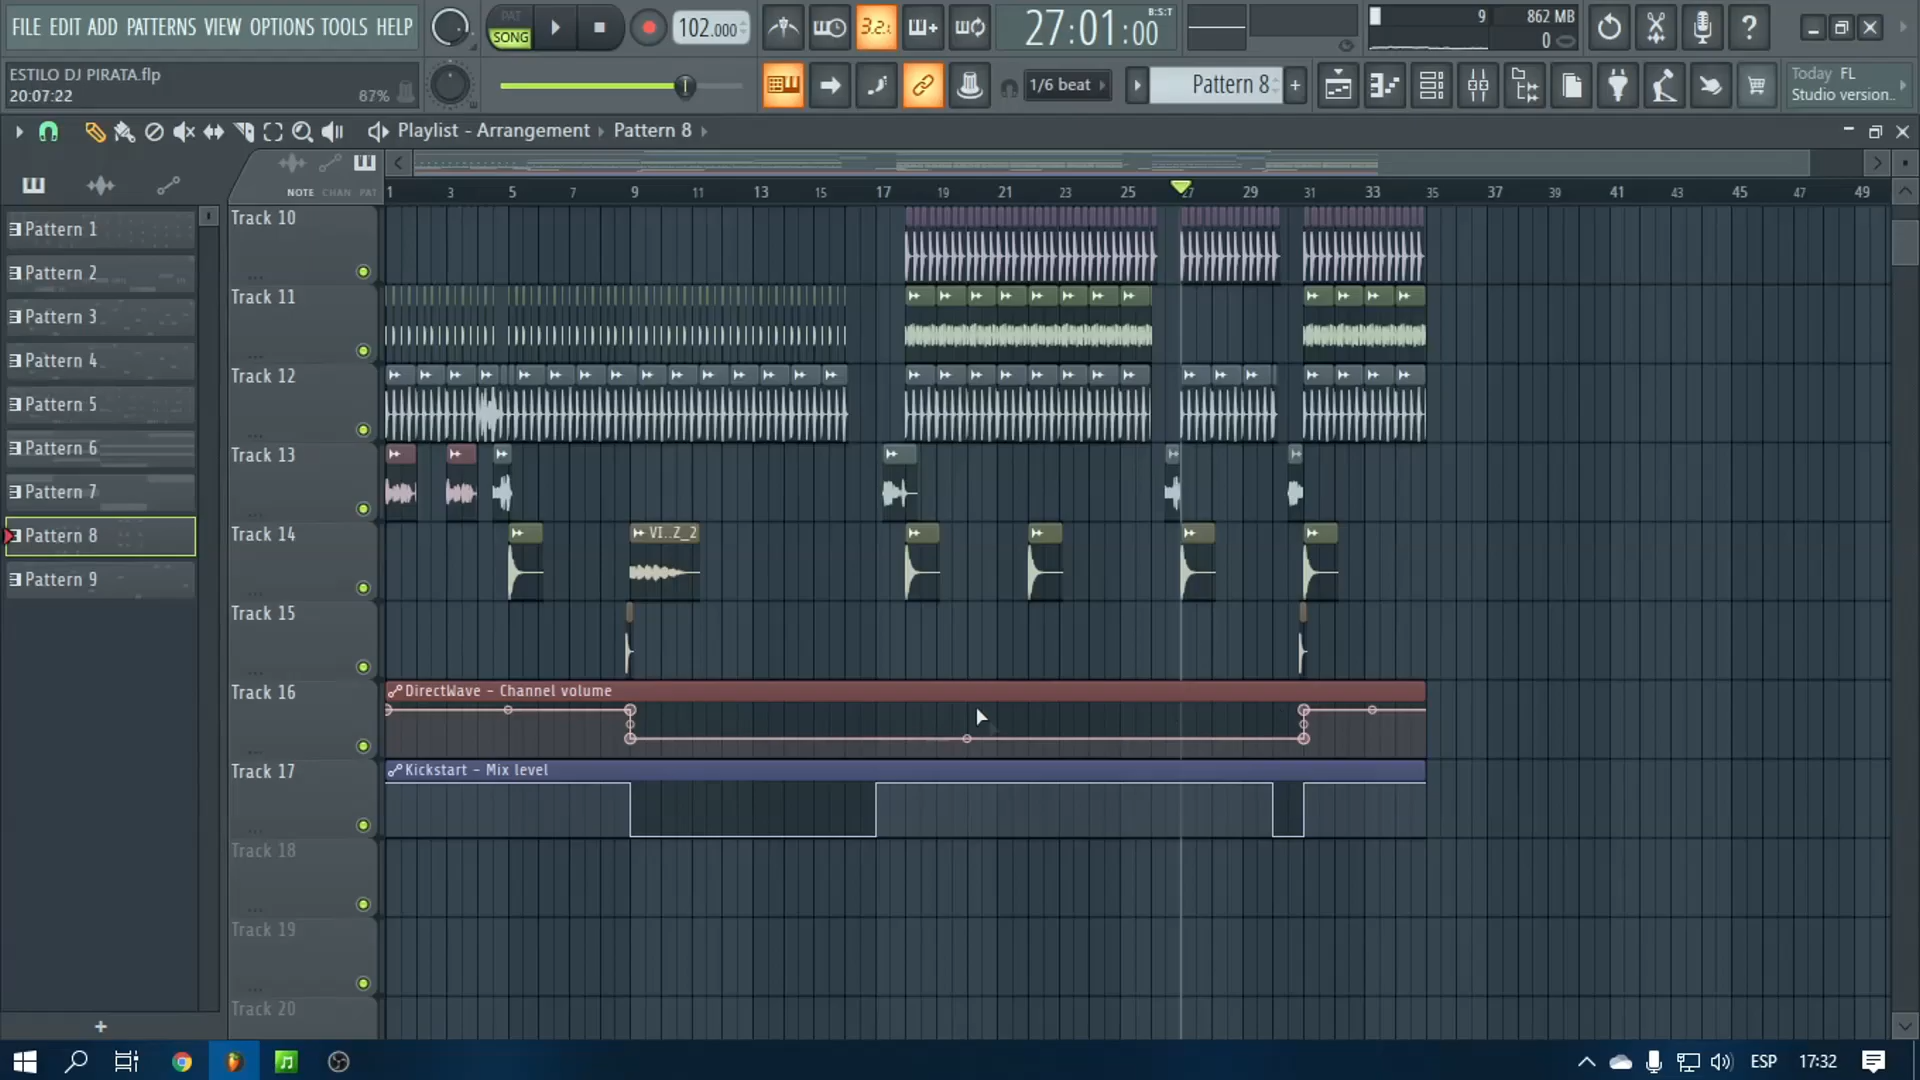 FILE EDIT ADD PATTERNS VIEW OPTIONS TOOLS HELP
PAT
SONG
102.000
3.2.
27:01:00
B:S:T
9
862 MB
0
ESTILO DJ PIRATA.flp
20:07:22
87%
1/6 beat
Pattern 8
Today FL
Studio version..
Playlist - Arrangement › Pattern 8
NOTE CHAN PAT
1 3 5 7 9 11 13 15 17 19 21 23 25 27 29 31 33 35 37 39 41 43 45 47 49
Pattern 1
Pattern 2
Pattern 3
Pattern 4
Pattern 5
Pattern 6
Pattern 7
Pattern 8
Pattern 9
Track 10
Track 11
Track 12
Track 13
Track 14
VI..Z_2
Track 15
Track 16
DirectWave - Channel volume
Track 17
Kickstart - Mix level
Track 18
Track 19
Track 20
ESP
17:32